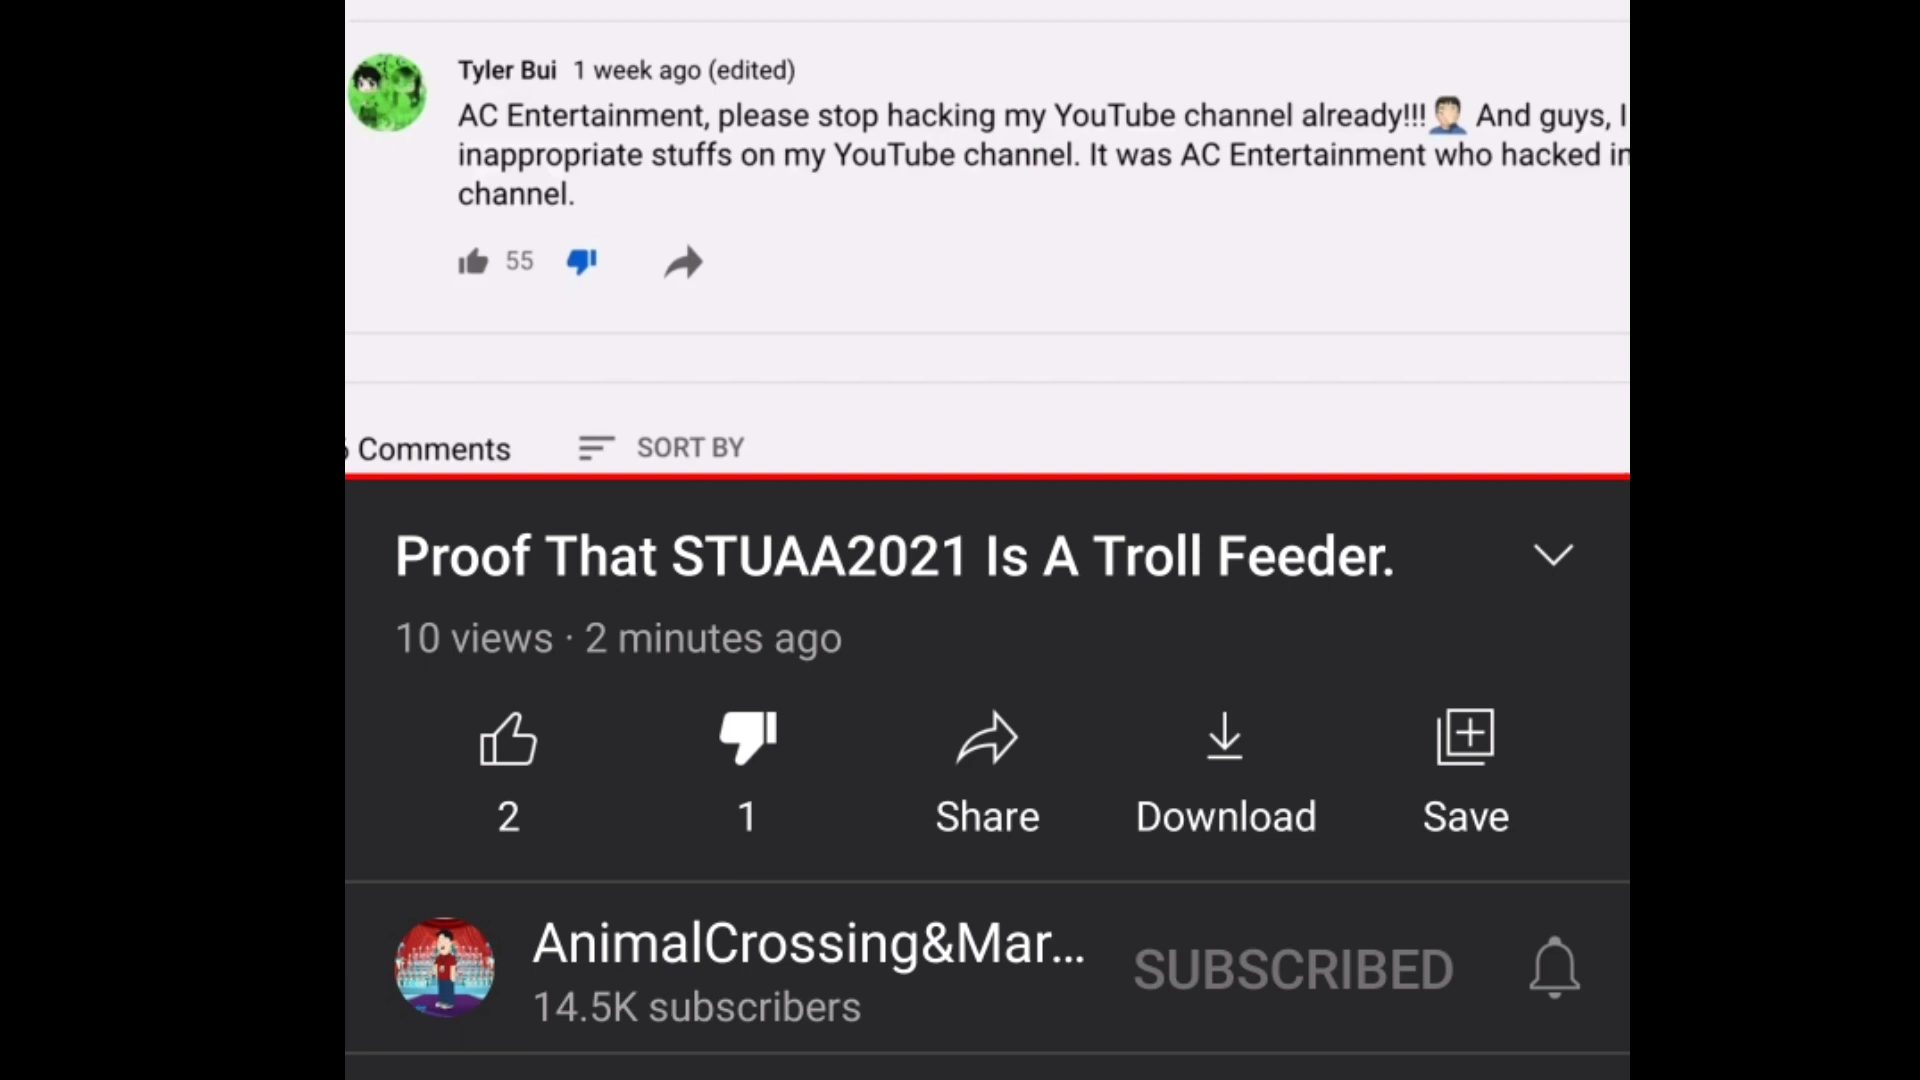 Tyler Bui 1 week ago (edited)
AC Entertainment, please stop hacking my YouTube channel already!!!🤦🏻‍♂️ And guys, I
inappropriate stuffs on my YouTube channel. It was AC Entertainment who hacked in
channel.
55
Comments SORT BY
Proof That STUAA2021 Is A Troll Feeder.
10 views · 2 minutes ago
2 1 Share Download Save
AnimalCrossing&Mar... SUBSCRIBED
14.5K subscribers